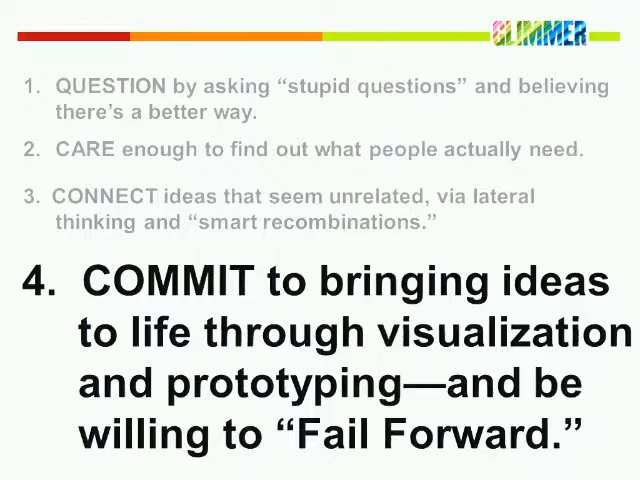 GLIMMER
1. QUESTION by asking “stupid questions” and believing
there’s a better way.
2. CARE enough to find out what people actually need.
3. CONNECT ideas that seem unrelated, via lateral
thinking and “smart recombinations.”
4. COMMIT to bringing ideas
to life through visualization
and prototyping—and be
willing to “Fail Forward.”